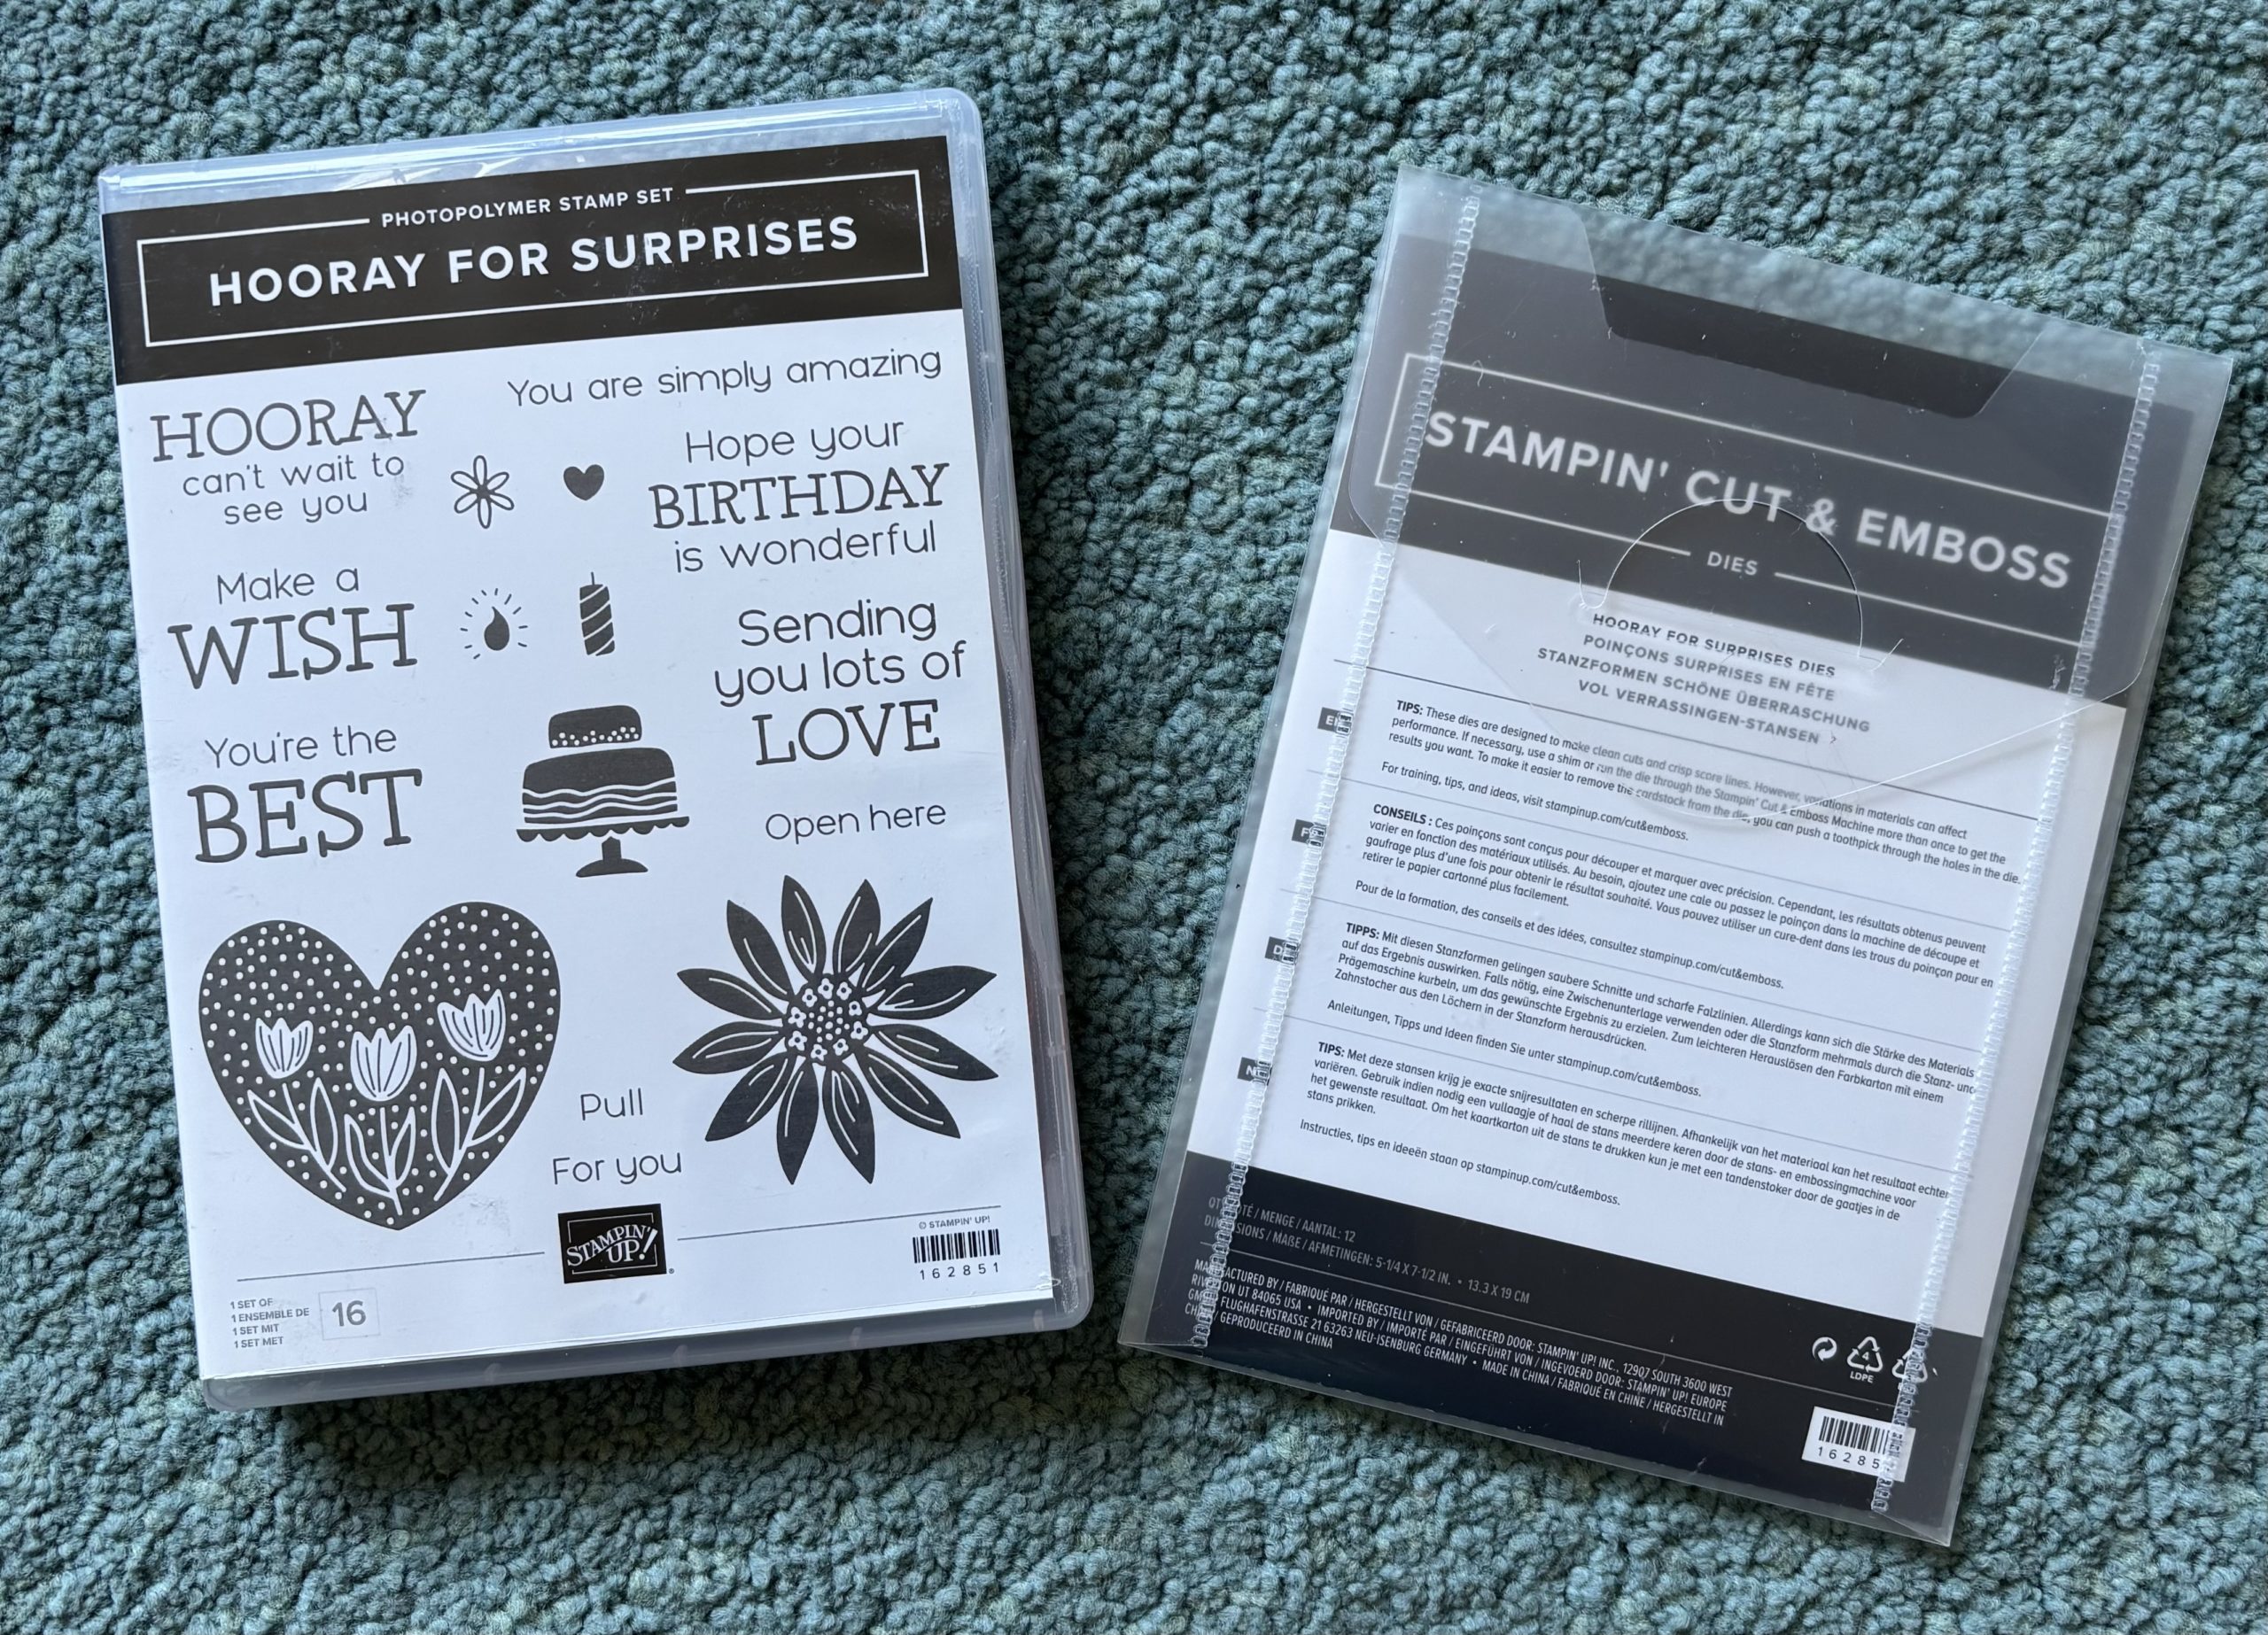 PHOTOPOLYMER STAMP SET
HOORAY FOR SURPRISES
HOORAY
can't wait to
see you
You are simply amazing
Hope your
BIRTHDAY
is wonderful
Make a
WISH
Sending
you lots of
LOVE
You're the
BEST
Open here
Pull
For you
STAMPIN' UP!®
© STAMPIN' UP!
162851
1 SET OF
1 ENSEMBLE DE
1 SET MIT
1 SET MET
16
STAMPIN' CUT & EMBOSS
DIES
HOORAY FOR SURPRISES DIES
POINÇONS SURPRISES EN FÊTE
STANZFORMEN SCHÖNE ÜBERRASCHUNG
VOL VERRASSINGEN-STANSEN >
TIPS: These dies are designed to make clean cuts and crisp score lines. However, variations in materials can affect
performance. If necessary, use a shim or run the die through the Stampin' Cut & Emboss Machine more than once to get the
results you want. To make it easier to remove the cardstock from the die, you can push a toothpick through the holes in the die.
For training, tips, and ideas, visit stampinup.com/cut&emboss.
CONSEILS : Ces poinçons sont conçus pour découper et marquer avec précision. Cependant, les résultats obtenus peuvent
varier en fonction des matériaux utilisés. Au besoin, ajoutez une cale ou passez le poinçon dans la machine de découpe et
gaufrage plus d'une fois pour obtenir le résultat souhaité. Vous pouvez utiliser un cure-dent dans les trous du poinçon pour en
retirer le papier cartonné plus facilement.
Pour de la formation, des conseils et des idées, consultez stampinup.com/cut&emboss.
TIPPS: Mit diesen Stanzformen gelingen saubere Schnitte und scharfe Falzlinien. Allerdings kann sich die Stärke des Materials
auf das Ergebnis auswirken. Falls nötig, eine Zwischenunterlage verwenden oder die Stanzform mehrmals durch die Stanz- und
Prägemaschine kurbeln, um das gewünschte Ergebnis zu erzielen. Zum leichteren Herauslösen den Farbkarton mit einem
Zahnstocher aus den Löchern in der Stanzform herausdrücken.
Anleitungen, Tipps und Ideen finden Sie unter stampinup.com/cut&emboss.
TIPS: Met deze stansen krijg je exacte snijresultaten en scherpe rillijnen. Afhankelijk van het materiaal kan het resultaat echter
variëren. Gebruik indien nodig een vullaagje of haal de stans meerdere keren door de stans- en embossingmachine voor
het gewenste resultaat. Om het kaartkarton uit de stans te drukken kun je met een tandenstoker door de gaatjes in de
stans prikken.
Instructies, tips en ideeën staan op stampinup.com/cut&emboss.
/ MENGE / AANTAL: 12
/ MAßE / AFMETINGEN: 5-1/4 X 7-1/2 IN. • 13.3 X 19 CM
MANUFACTURED BY / FABRIQUÉ PAR / HERGESTELLT VON / GEFABRICEERD DOOR: STAMPIN' UP! INC., 12907 SOUTH 3600 WEST
RIVERTON UT 84065 USA • IMPORTED BY / IMPORTÉ PAR / EINGEFÜHRT VON / INGEVOERD DOOR: STAMPIN' UP! EUROPE
FLUGHAFENSTRASSE 21 63263 NEU-ISENBURG GERMANY • MADE IN CHINA / FABRIQUÉ EN CHINE / HERGESTELLT IN
/ GEPRODUCEERD IN CHINA
4
LDPE
16285